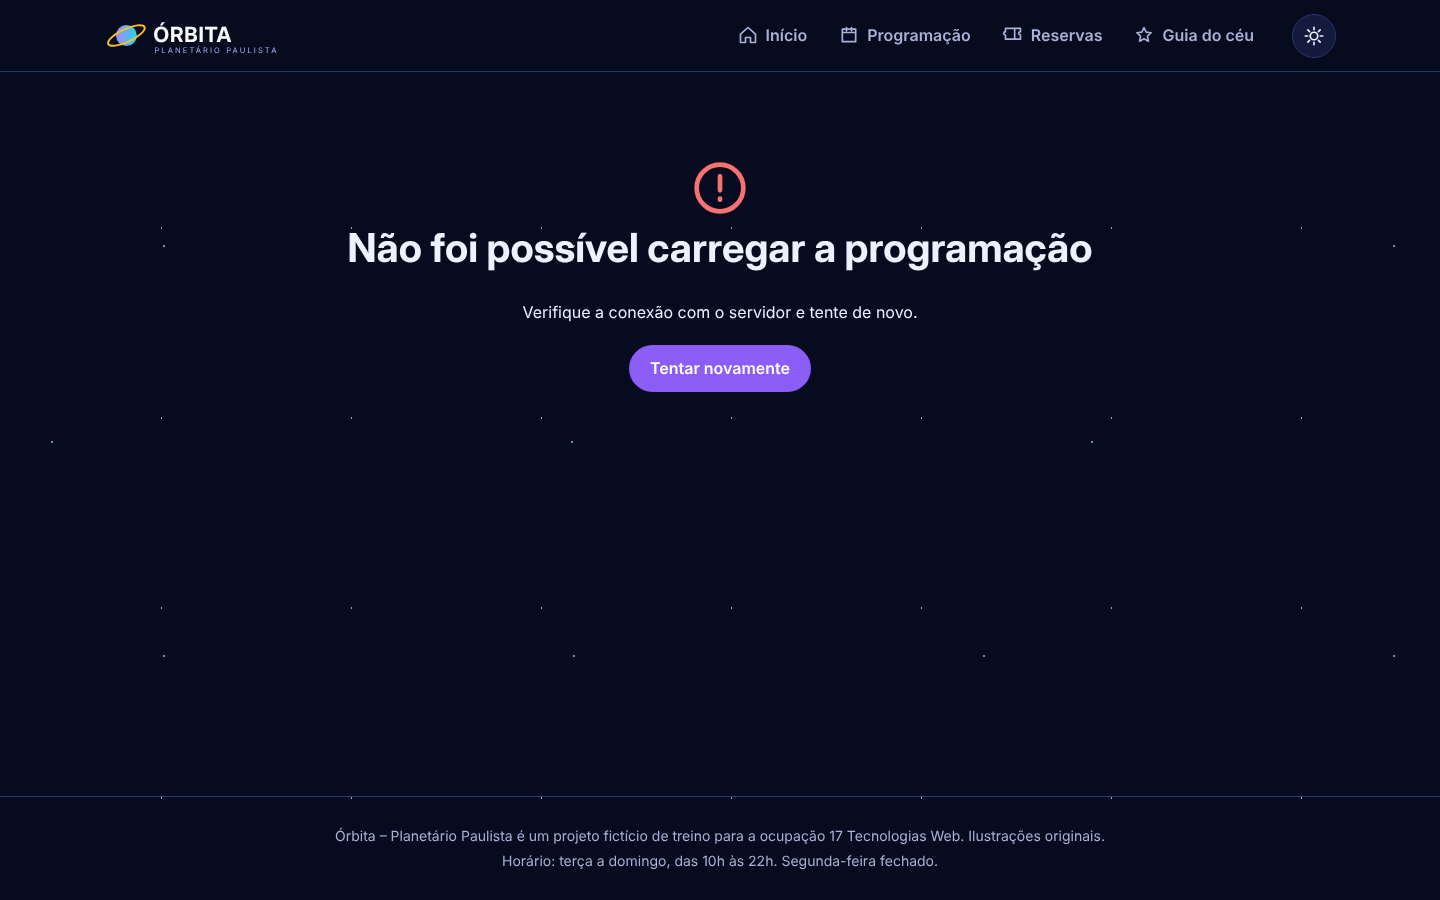 ÓRBITA
PLANETÁRIO PAULISTA
Início
Programação
Reservas
Guia do céu
Não foi possível carregar a programação
Verifique a conexão com o servidor e tente de novo.
Tentar novamente
Órbita – Planetário Paulista é um projeto fictício de treino para a ocupação 17 Tecnologias Web. Ilustrações originais.
Horário: terça a domingo, das 10h às 22h. Segunda-feira fechado.